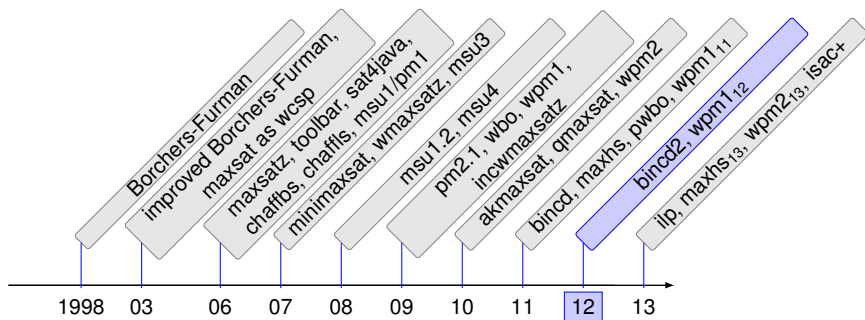 Borchers-Furman
improved Borchers-Furman,
maxsat as wcsp
maxsatz, toolbar, sat4java,
chaffbs, chaffls, msu1/pm1
minimaxsat, wmaxsatz, msu3
msu1.2, msu4
pm2.1, wbo, wpm1,
incwmaxsatz
akmaxsat, qmaxsat, wpm2
bincd, maxhs, pwbo, wpm1₁₁
bincd2, wpm1₁₂
ilp, maxhs₁₃, wpm2₁₃, isac+
1998 03 06 07 08 09 10 11 12 13